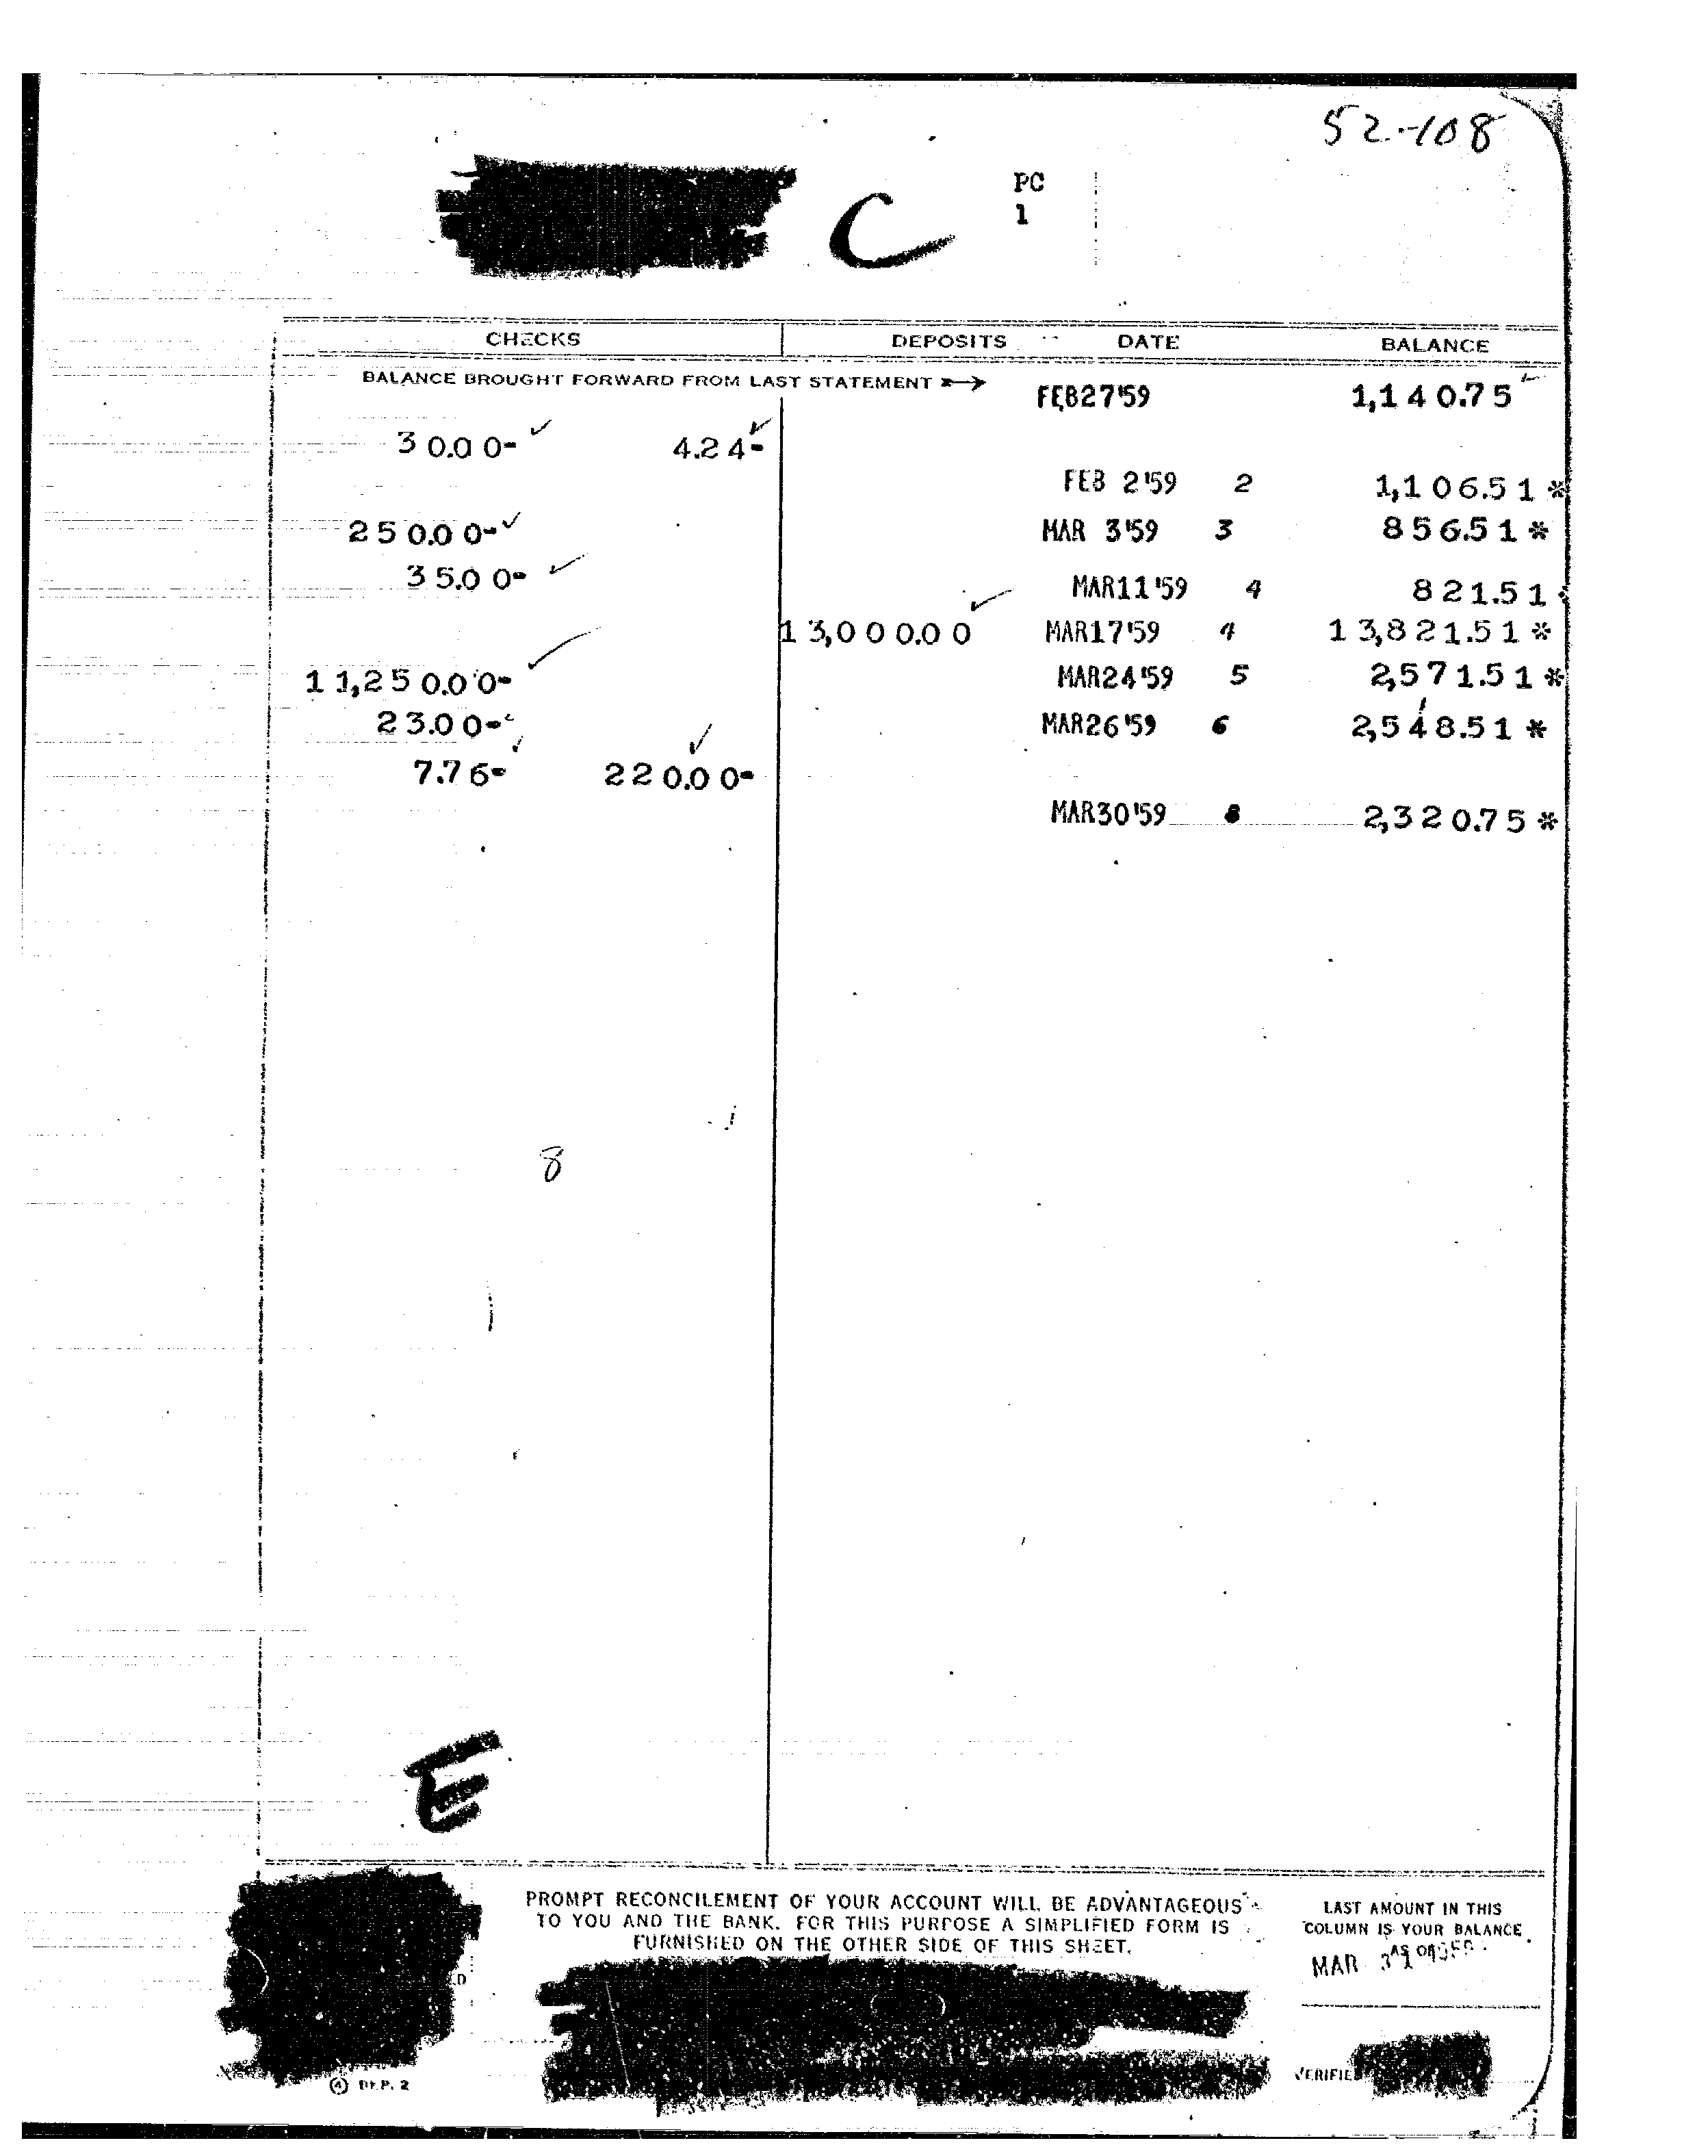 52-108
C
PC
1
CHECKS DEPOSITS DATE BALANCE
BALANCE BROUGHT FORWARD FROM LAST STATEMENT → FEB27'59 1,140.75
30.00- 4.24-
FEB 2'59 2 1,106.51 *
250.00- MAR 3'59 3 856.51 *
35.00- MAR11'59 4 821.51
13,000.00 MAR17'59 4 13,821.51 *
11,250.00- MAR24'59 5 2,571.51 *
23.00- MAR26'59 6 2,548.51 *
7.76- 220.00-
MAR30'59 8 2,320.75 *
8
E
PROMPT RECONCILEMENT OF YOUR ACCOUNT WILL BE ADVANTAGEOUS
TO YOU AND THE BANK. FOR THIS PURPOSE A SIMPLIFIED FORM IS
FURNISHED ON THE OTHER SIDE OF THIS SHEET.
LAST AMOUNT IN THIS
COLUMN IS YOUR BALANCE
AS OF
MAR 31
DEP. 2